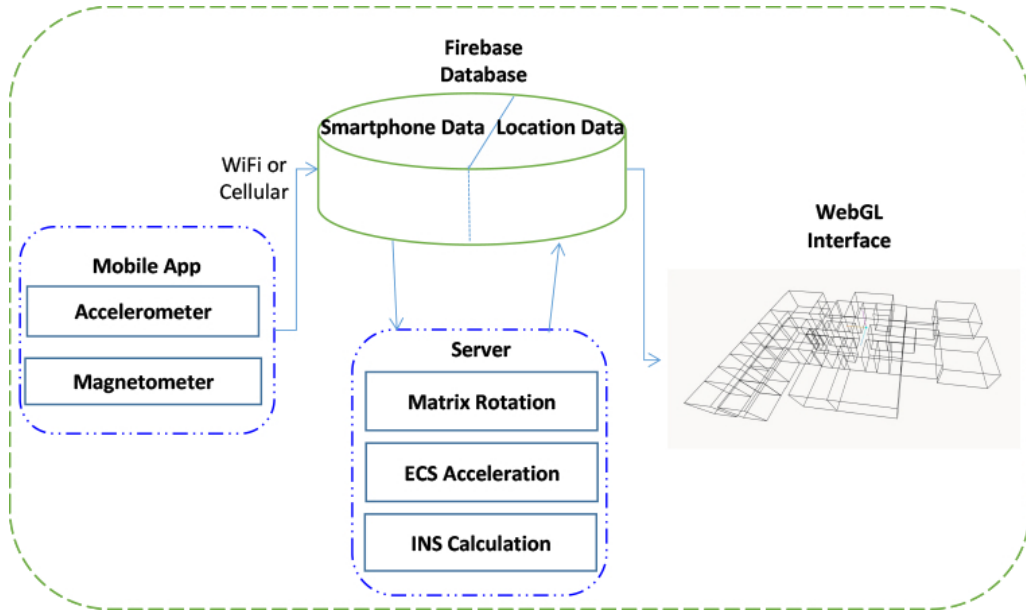 Firebase
Database
Smartphone Data
Location Data
WiFi or
Cellular
Mobile App
Accelerometer
Magnetometer
Server
Matrix Rotation
ECS Acceleration
INS Calculation
WebGL
Interface